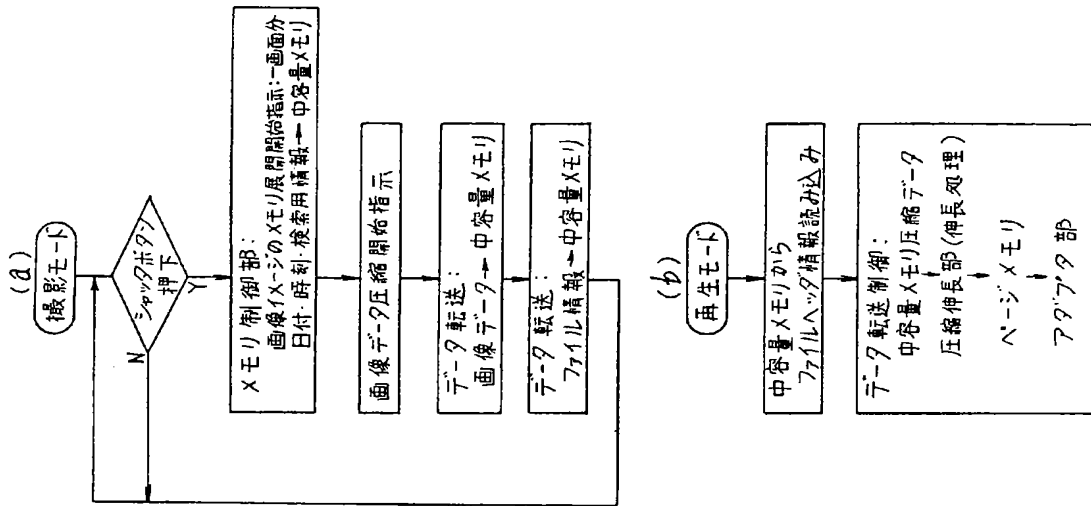 (a)
撮影モード
シャッタボタン
押下
N
Y
メモリ制御部:
画像イメージのメモリ展開開始指示:一画面分
日付・時刻・検索用情報→中容量メモリ
画像データ圧縮開始指示
データ転送:
画像データ→中容量メモリ
データ転送:
ファイル情報→中容量メモリ
(b)
再生モード
中容量メモリから
ファイルヘッダ情報読み込み
データ転送制御:
中容量メモリ圧縮データ
圧縮伸長部(伸長処理)
ページメモリ
アダプタ部